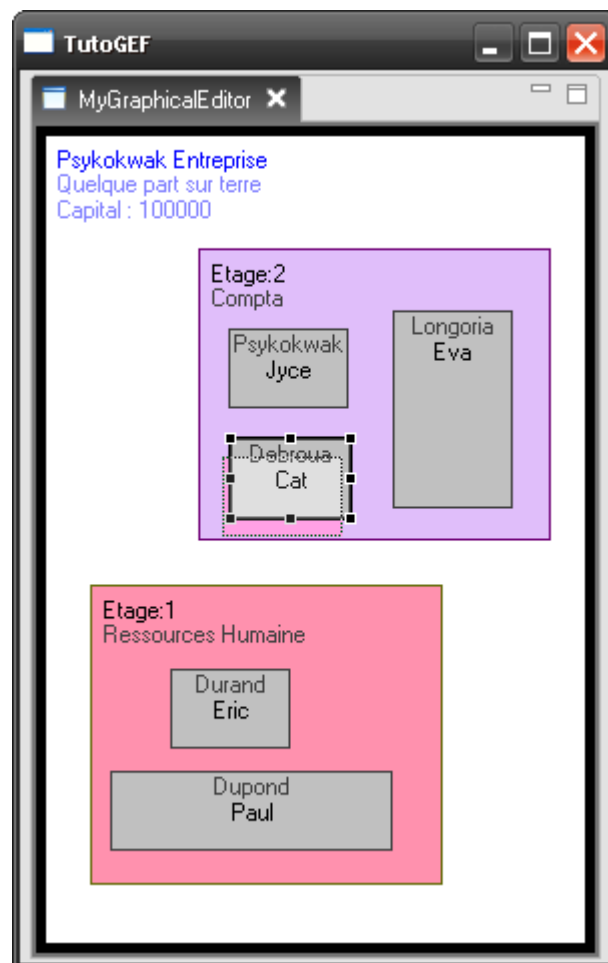 TutoGEF
MyGraphicalEditor
Psykokwak Entreprise
Quelque part sur terre
Capital : 100000
Etage:2
Compta
Psykokwak
Jyce
Longoria
Eva
Debroua
Cat
Etage:1
Ressources Humaine
Durand
Eric
Dupond
Paul